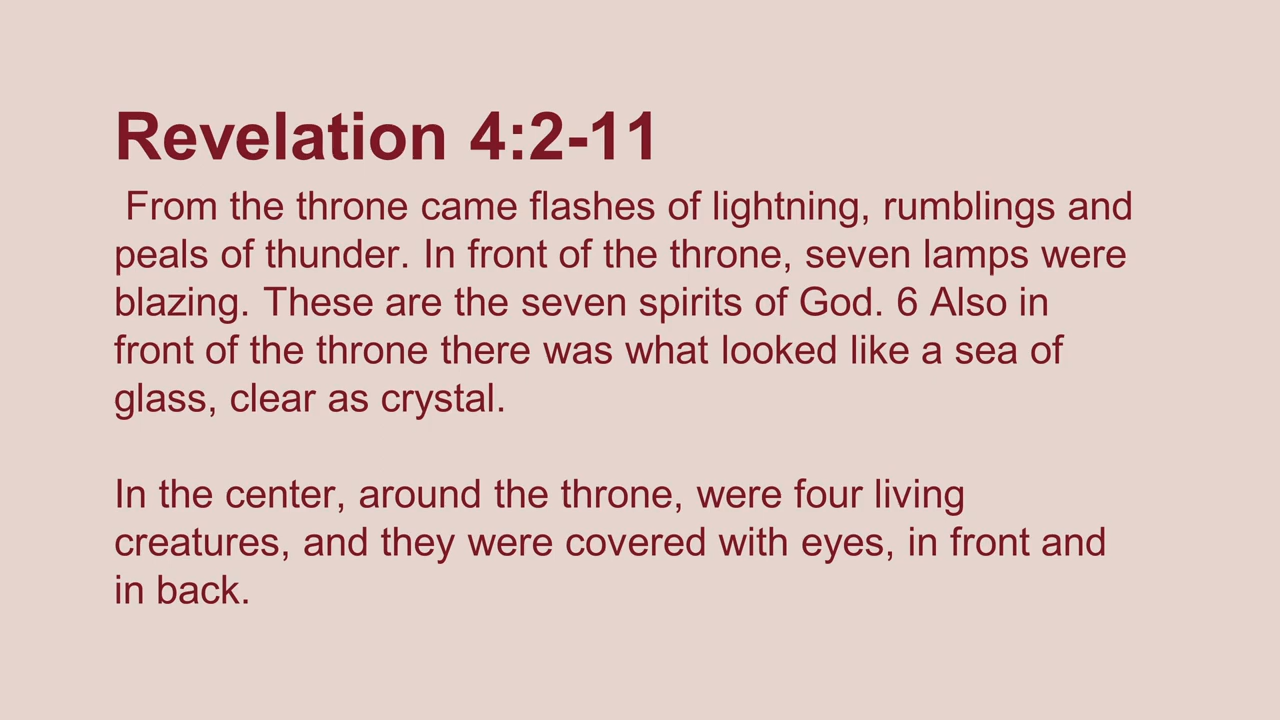 Revelation 4:2-11
From the throne came flashes of lightning, rumblings and
peals of thunder. In front of the throne, seven lamps were
blazing. These are the seven spirits of God. 6 Also in
front of the throne there was what looked like a sea of
glass, clear as crystal.
In the center, around the throne, were four living
creatures, and they were covered with eyes, in front and
in back.